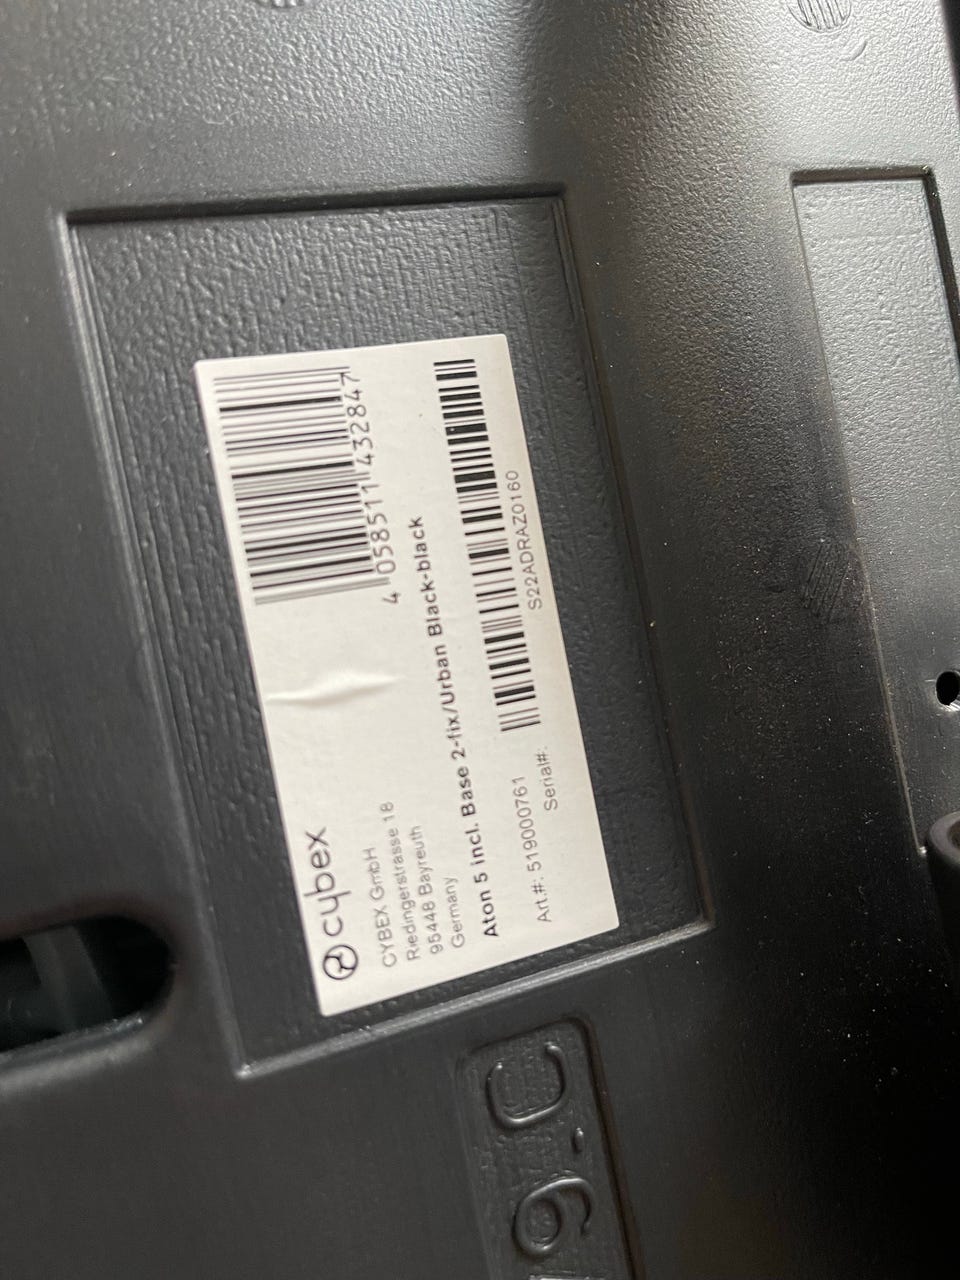 cybex
CYBEX GmbH
Riedingerstrasse 18
95448 Bayreuth
Germany
4 058511 432847
Aton 5 incl. Base 2-fix/Urban Black-black
Art.#: 519000761
Serial#:
S22ADRAZ0160
9.C